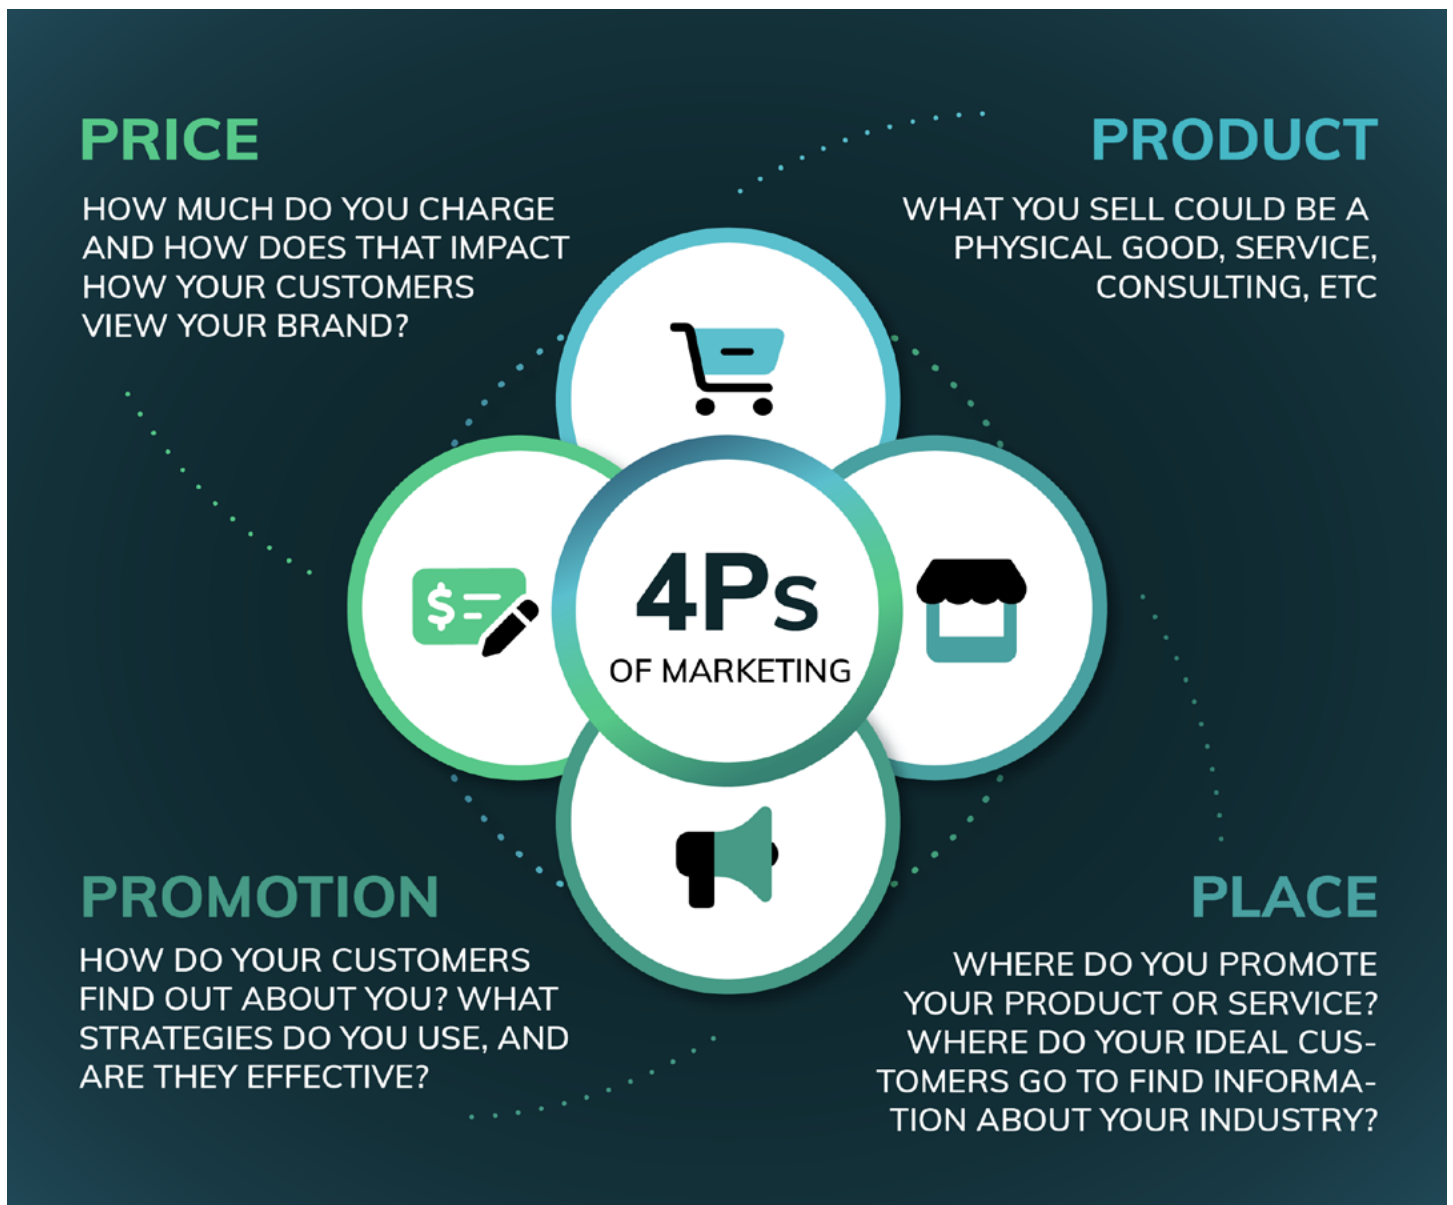 PRICE
HOW MUCH DO YOU CHARGE
AND HOW DOES THAT IMPACT
HOW YOUR CUSTOMERS
VIEW YOUR BRAND?
PRODUCT
WHAT YOU SELL COULD BE A
PHYSICAL GOOD, SERVICE,
CONSULTING, ETC
$
4Ps
OF MARKETING
PROMOTION
HOW DO YOUR CUSTOMERS
FIND OUT ABOUT YOU? WHAT
STRATEGIES DO YOU USE, AND
ARE THEY EFFECTIVE?
PLACE
WHERE DO YOU PROMOTE
YOUR PRODUCT OR SERVICE?
WHERE DO YOUR IDEAL CUS-
TOMERS GO TO FIND INFORMA-
TION ABOUT YOUR INDUSTRY?